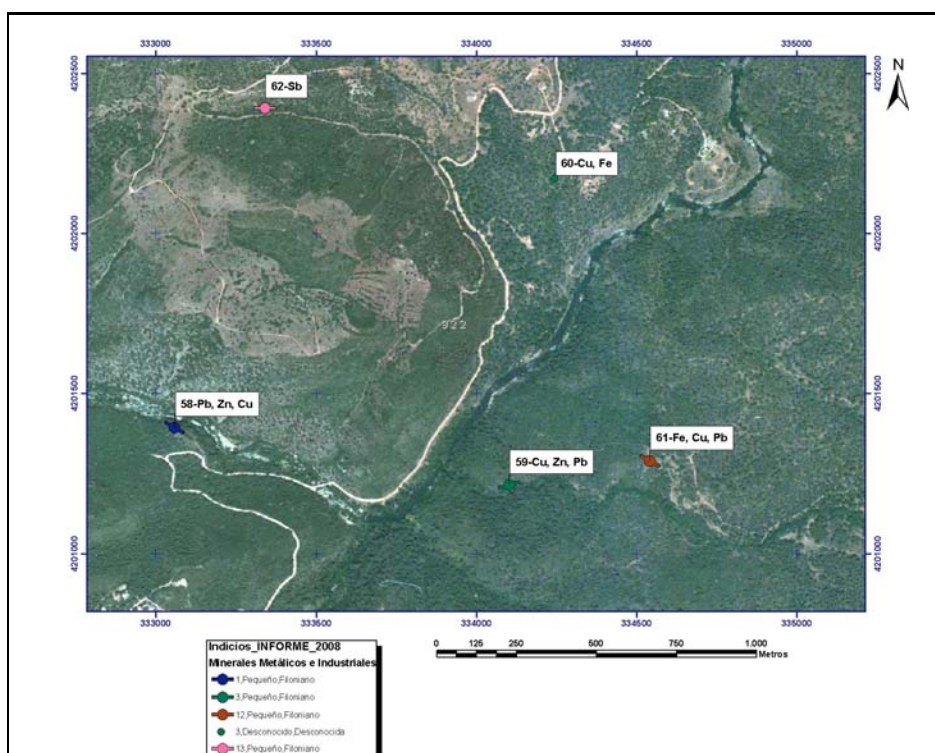 333000 333500 334000 334500 335000
N
4202500 4202500
62-Sb
60-Cu, Fe
4202000 4202000
922
4201500 4201500
58-Pb, Zn, Cu
61-Fe, Cu, Pb
59-Cu, Zn, Pb
4201000 4201000
333000 333500 334000 334500 335000
Indicios_INFORME_2008
Minerales Metálicos e Industriales
1,Pequeño,Filoniano
3,Pequeño,Filoniano
12,Pequeño,Filoniano
3,Desconocido,Desconocida
13,Pequeño,Filoniano
0 125 250 500 750 1.000
Metros